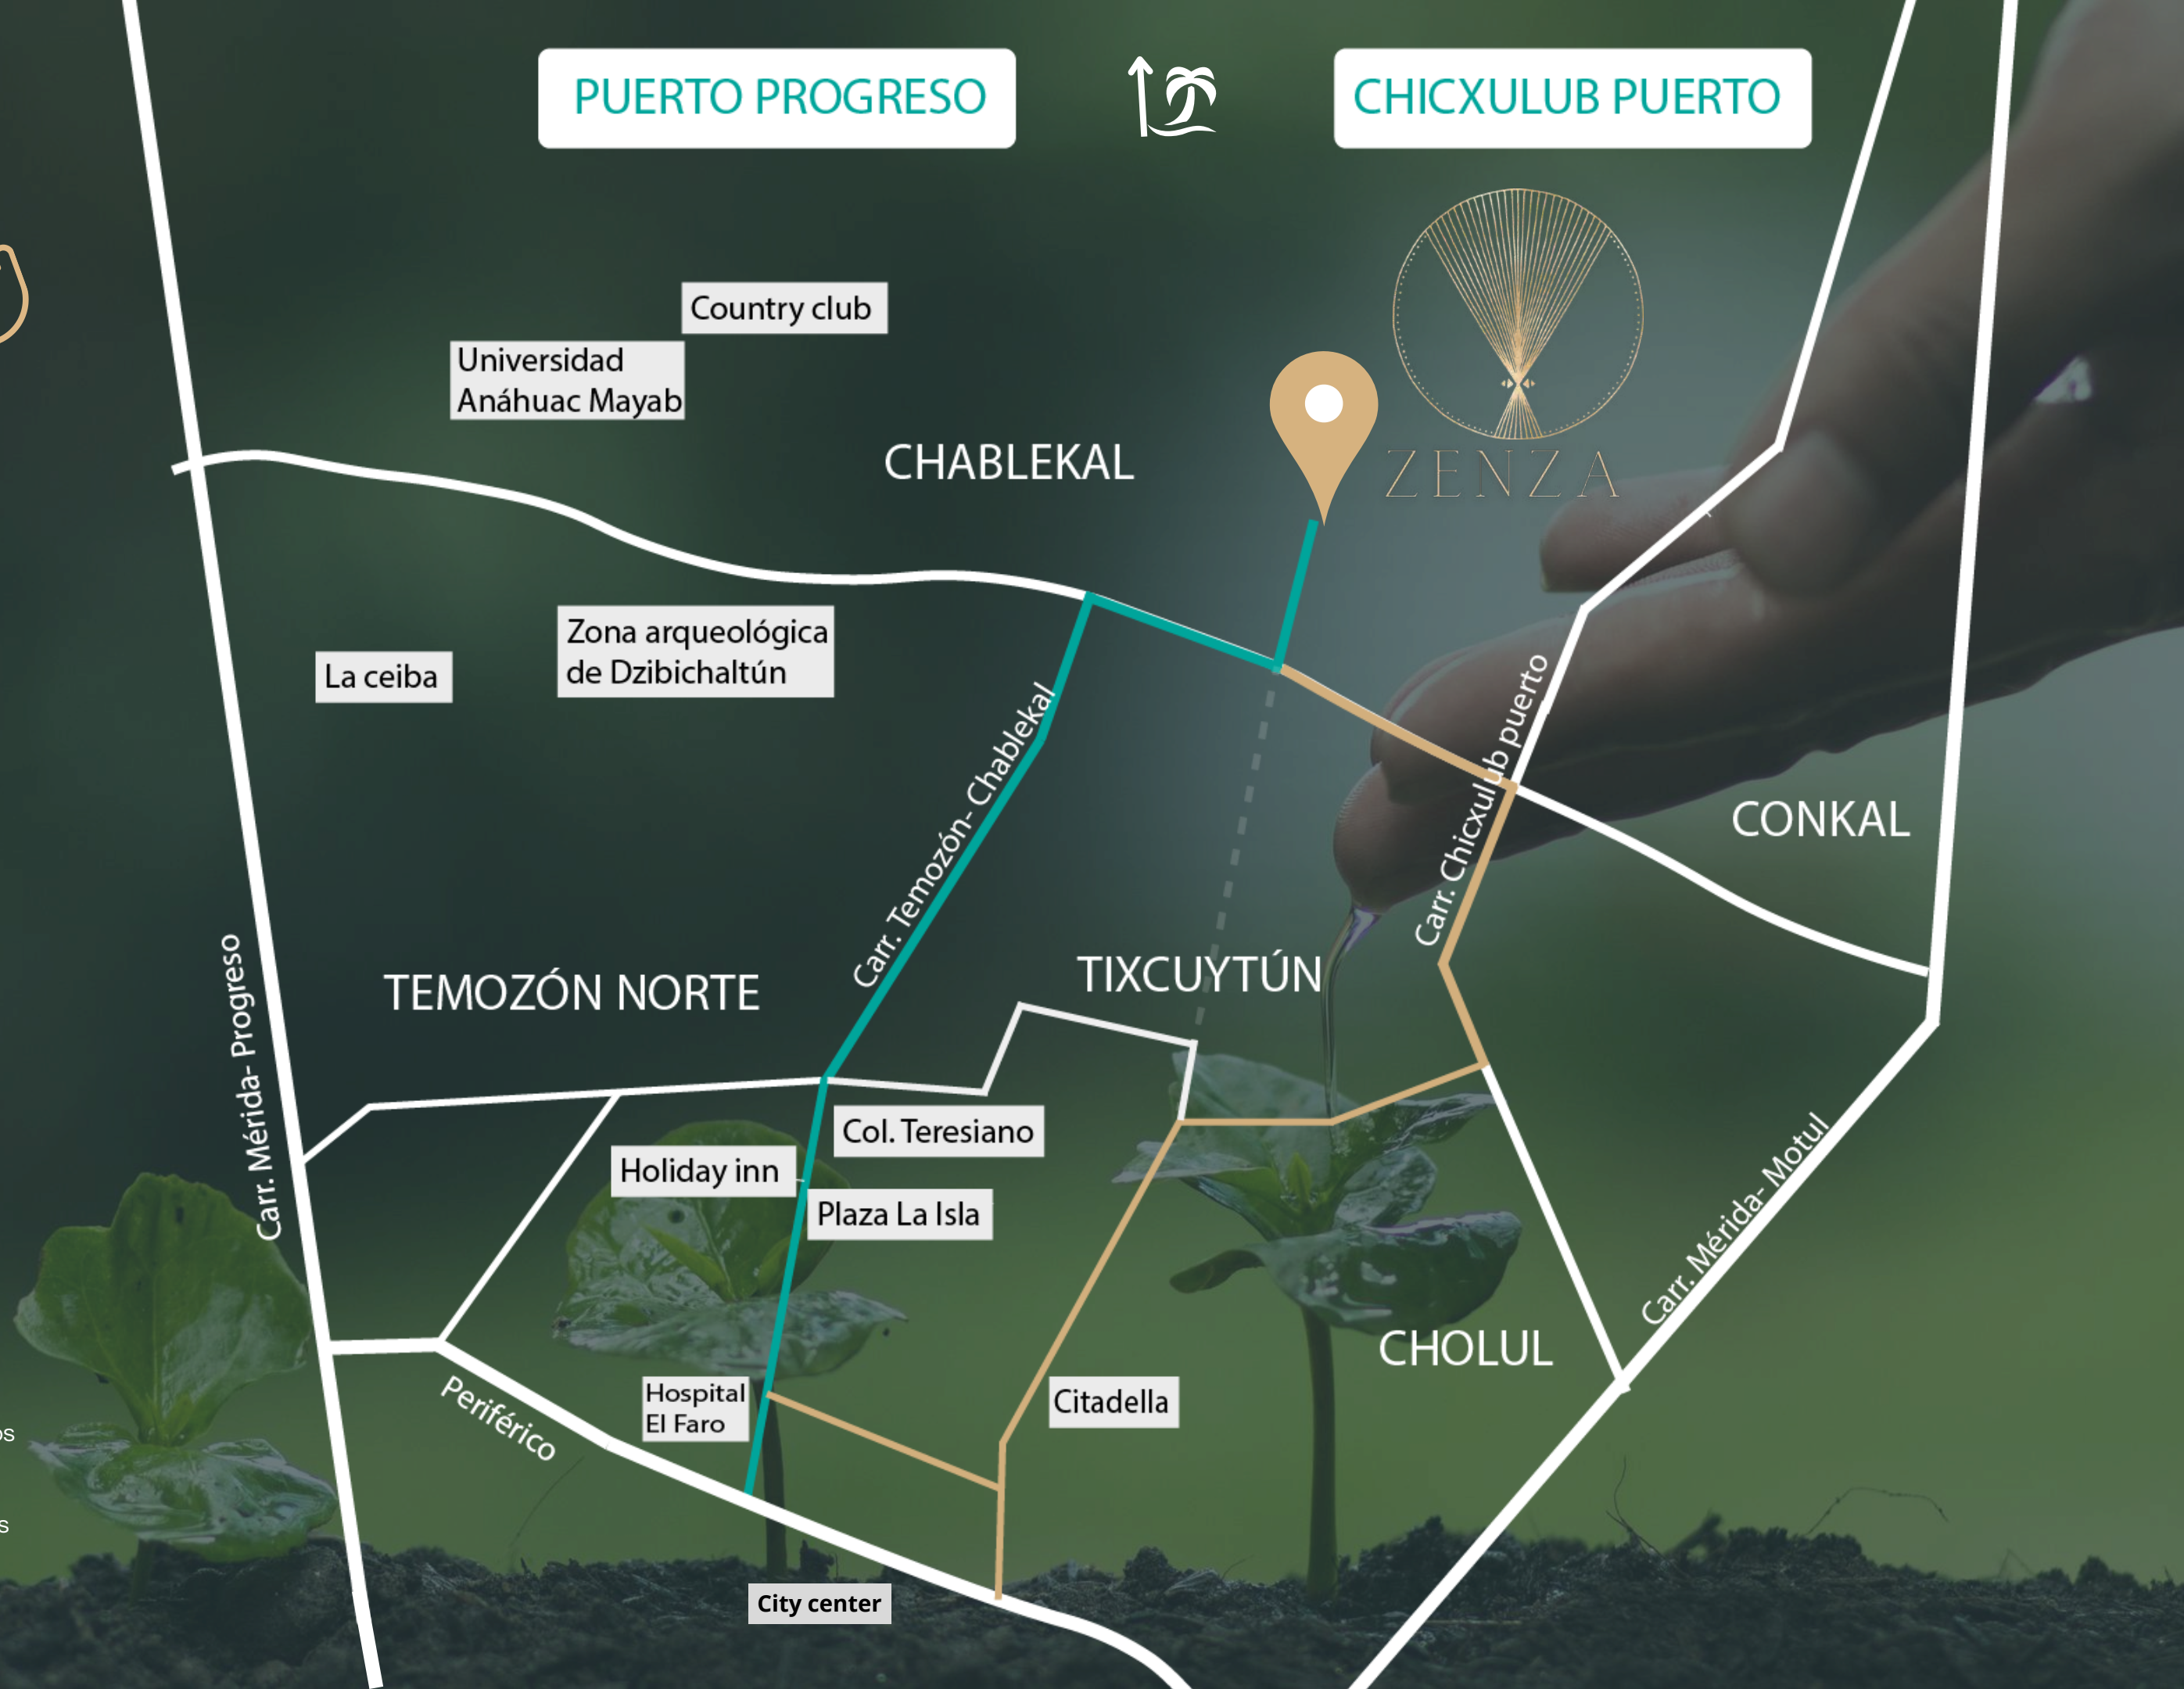 PUERTO PROGRESO
CHICXULUB PUERTO
Country club
Universidad
Anáhuac Mayab
CHABLEKAL
ZENZA
Zona arqueológica
de Dzibichaltún
La ceiba
Carr. Temozón- Chablekal
Carr. Chicxulub puerto
CONKAL
TEMOZÓN NORTE
TIXCUYTÚN
Carr. Mérida- Progreso
Col. Teresiano
Holiday inn
Plaza La Isla
Carr. Mérida- Motul
CHOLUL
Periférico
Hospital
El Faro
Citadella
City center